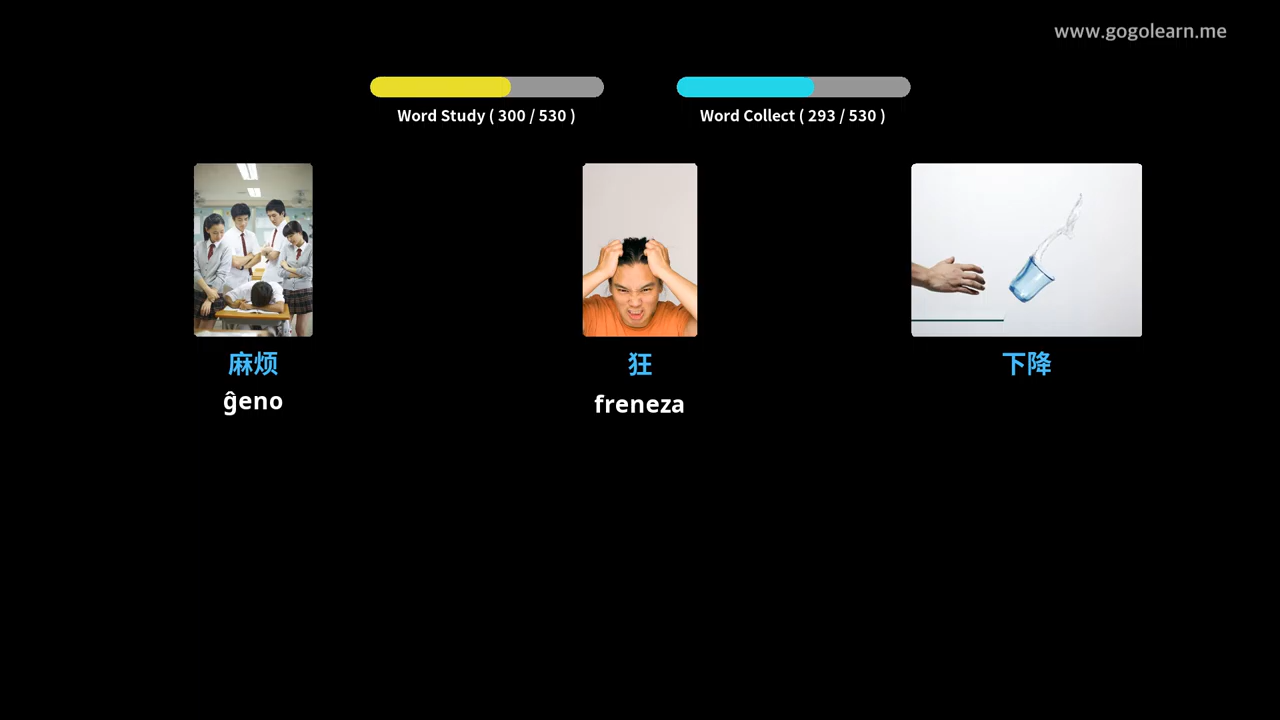 www.gogolearn.me
Word Study ( 300 / 530 )
Word Collect ( 293 / 530 )
麻烦
狂
下降
ĝeno
freneza